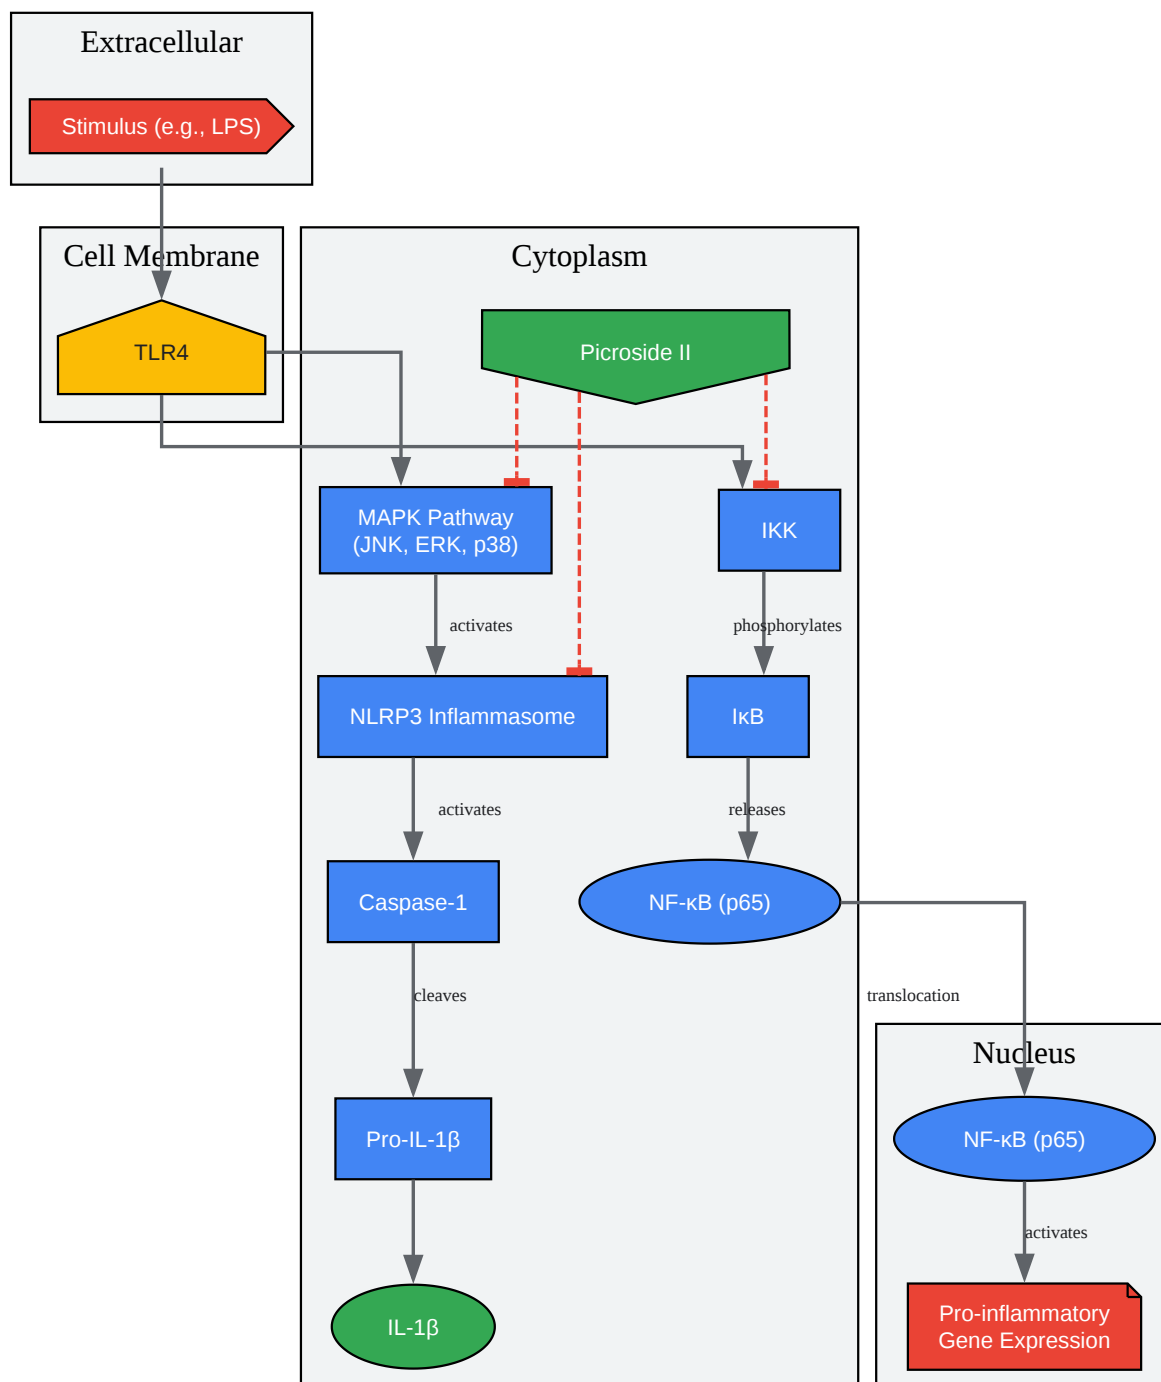 Extracellular
Stimulus (e.g., LPS)
Cell Membrane
TLR4
Cytoplasm
Picroside II
MAPK Pathway
(JNK, ERK, p38)
IKK
activates
phosphorylates
NLRP3 Inflammasome
IκB
activates
releases
Caspase-1
NF-κB (p65)
cleaves
translocation
Nucleus
Pro-IL-1β
NF-κB (p65)
activates
IL-1β
Pro-inflammatory
Gene Expression